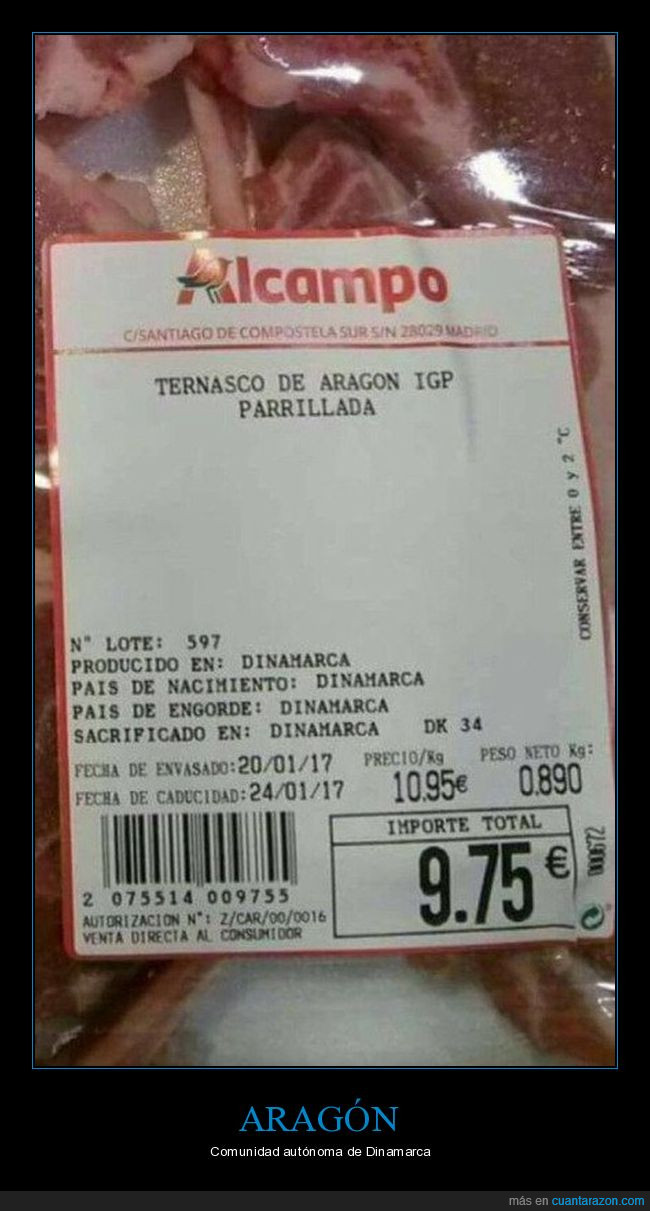 Alcampo
C/SANTIAGO DE COMPOSTELA SUR S/N 28029 MADRID
TERNASCO DE ARAGON IGP
PARRILLADA
CONSERVAR ENTRE 0 y 2 °C
Nº LOTE: 597
PRODUCIDO EN: DINAMARCA
PAIS DE NACIMIENTO: DINAMARCA
PAIS DE ENGORDE: DINAMARCA
SACRIFICADO EN: DINAMARCA DK 34
FECHA DE ENVASADO:20/01/17 PRECIO/Kg PESO NETO Kg:
FECHA DE CADUCIDAD:24/01/17 10.95€ 0.890
IMPORTE TOTAL
9.75 €
000672
2 075514 009755
AUTORIZACION Nº: Z/CAR/00/0016
VENTA DIRECTA AL CONSUMIDOR
ARAGÓN
Comunidad autónoma de Dinamarca
más en cuantarazon.com